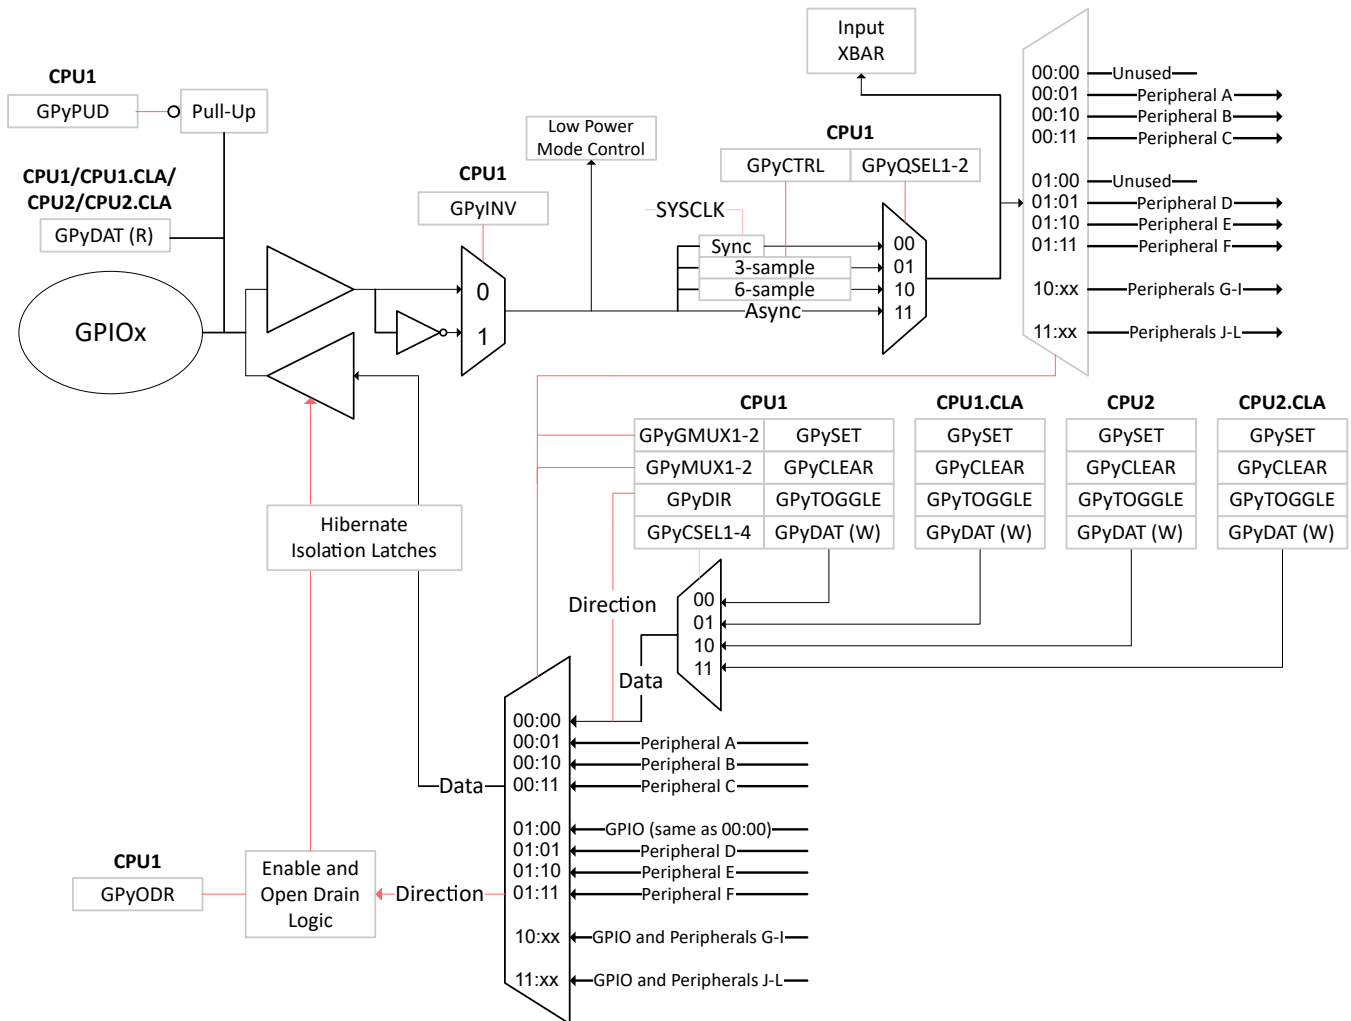 Input
XBAR
CPU1
GPyPUD
Pull-Up
00:00 Unused
00:01 Peripheral A
00:10 Peripheral B
00:11 Peripheral C
01:00 Unused
01:01 Peripheral D
01:10 Peripheral E
01:11 Peripheral F
10:xx Peripherals G-I
11:xx Peripherals J-L
Low Power
Mode Control
CPU1
GPyCTRL GPyQSEL1-2
CPU1/CPU1.CLA/
CPU2/CPU2.CLA
GPyDAT (R)
CPU1
GPyINV
SYSCLK
Sync
3-sample
6-sample
Async
00
01
10
11
0
1
GPIOx
CPU1
GPyGMUX1-2 GPySET
GPyMUX1-2 GPyCLEAR
GPyDIR GPyTOGGLE
GPyCSEL1-4 GPyDAT (W)
CPU1.CLA
GPySET
GPyCLEAR
GPyTOGGLE
GPyDAT (W)
CPU2
GPySET
GPyCLEAR
GPyTOGGLE
GPyDAT (W)
CPU2.CLA
GPySET
GPyCLEAR
GPyTOGGLE
GPyDAT (W)
Hibernate
Isolation Latches
Direction
00
01
10
11
Data
00:00
00:01 Peripheral A
00:10 Peripheral B
00:11 Peripheral C
Data
01:00 GPIO (same as 00:00)
01:01 Peripheral D
01:10 Peripheral E
01:11 Peripheral F
10:xx GPIO and Peripherals G-I
11:xx GPIO and Peripherals J-L
CPU1
GPyODR
Enable and
Open Drain
Logic
Direction